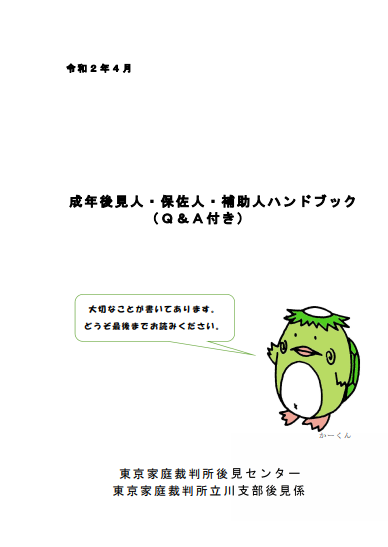 令和２年４月
成年後見人・保佐人・補助人ハンドブック
（Ｑ＆Ａ付き）
大切なことが書いてあります。
どうぞ最後までお読みください。
かーくん
東京家庭裁判所後見センター
東京家庭裁判所立川支部後見係